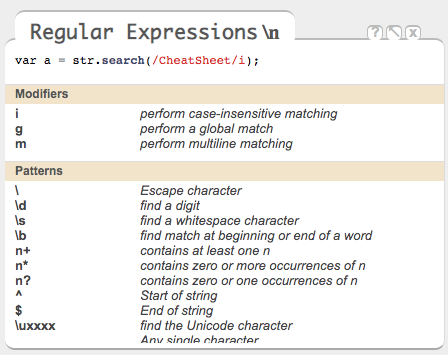 Regular Expressions \n
? x
var a = str.search(/CheatSheet/i);
Modifiers
i perform case-insensitive matching
g perform a global match
m perform multiline matching
Patterns
\ Escape character
\d find a digit
\s find a whitespace character
\b find match at beginning or end of a word
n+ contains at least one n
n* contains zero or more occurrences of n
n? contains zero or one occurrences of n
^ Start of string
$ End of string
\uxxxx find the Unicode character
Any single character